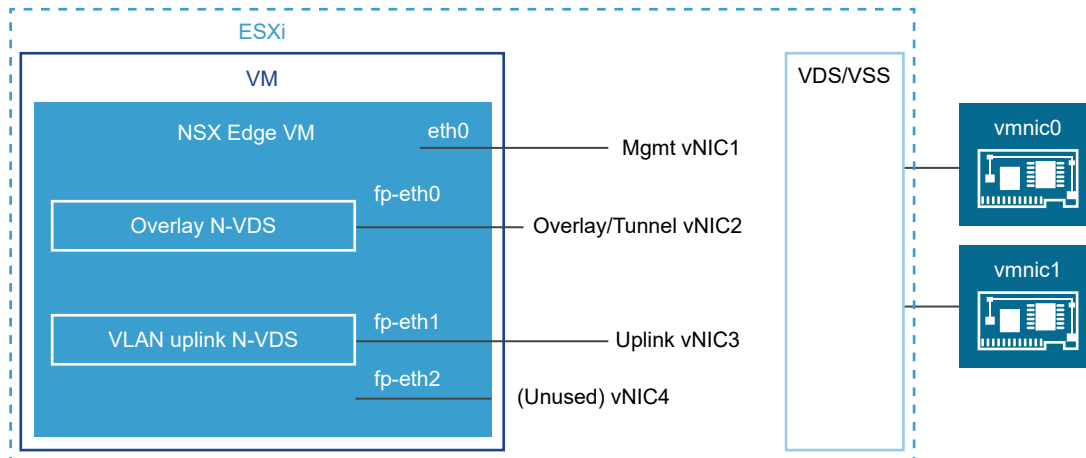 ESXi
VM
VDS/VSS
NSX Edge VM
eth0
Mgmt vNIC1
vmnic0
fp-eth0
Overlay N-VDS
Overlay/Tunnel vNIC2
vmnic1
fp-eth1
VLAN uplink N-VDS
Uplink vNIC3
fp-eth2
(Unused) vNIC4